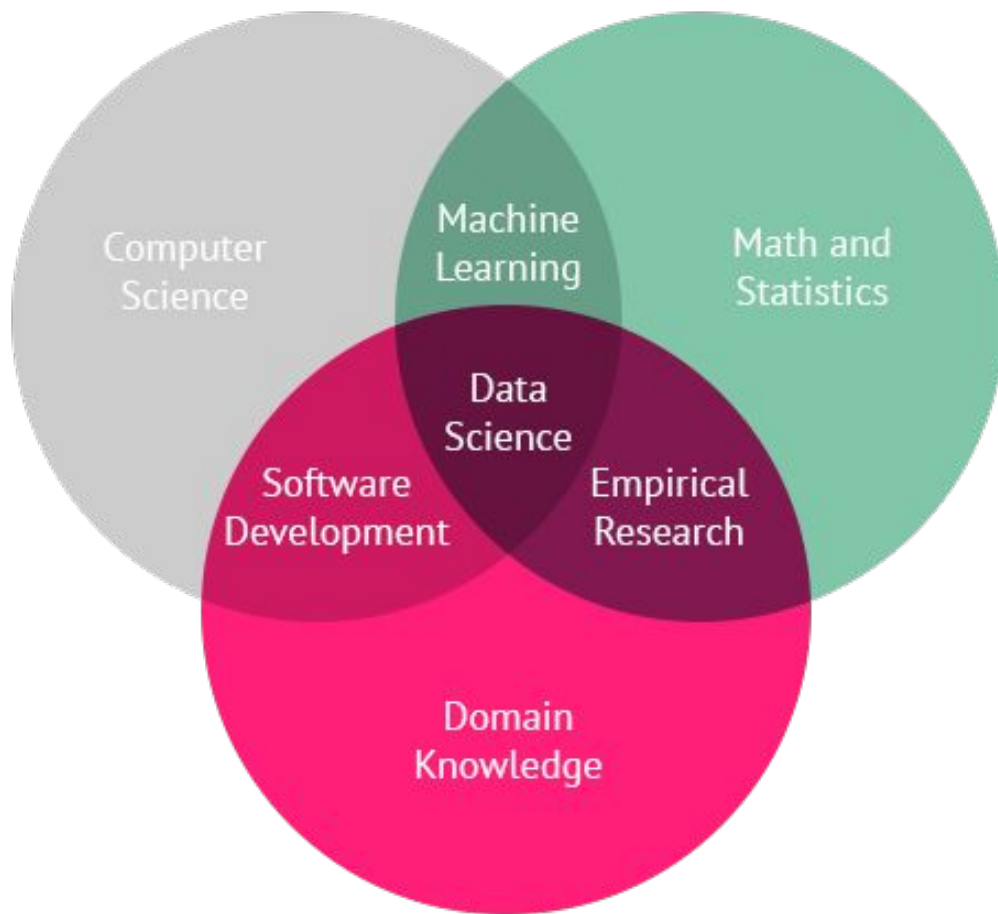 Computer
Science
Machine
Learning
Math and
Statistics
Data
Science
Software
Development
Empirical
Research
Domain
Knowledge